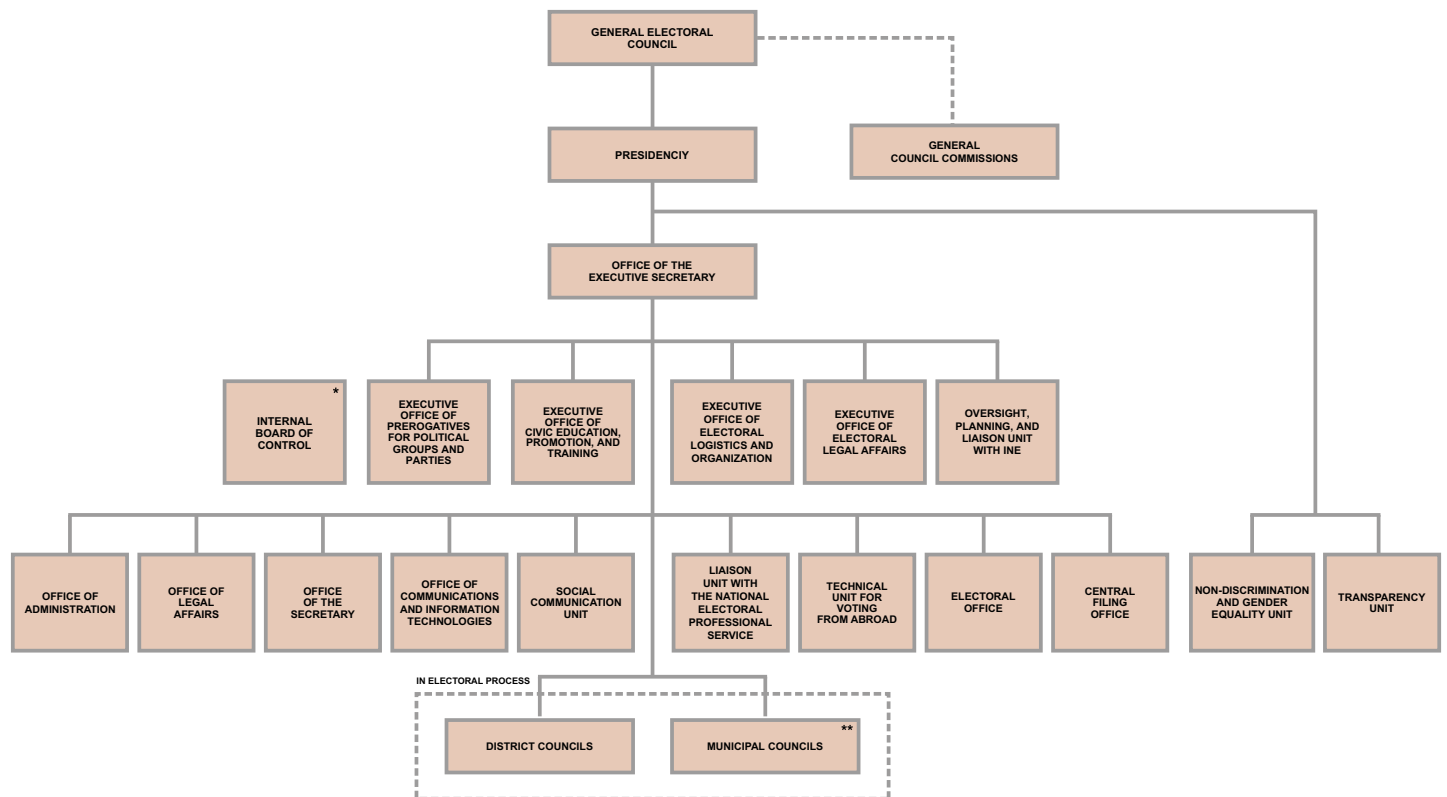 GENERAL ELECTORAL
COUNCIL
GENERAL
COUNCIL COMMISSIONS
PRESIDENCIY
OFFICE OF THE
EXECUTIVE SECRETARY
*
INTERNAL
BOARD OF
CONTROL
EXECUTIVE
OFFICE OF
PREROGATIVES
FOR POLITICAL
GROUPS AND
PARTIES
EXECUTIVE
OFFICE OF
CIVIC EDUCATION,
PROMOTION, AND
TRAINING
EXECUTIVE
OFFICE OF
ELECTORAL
LOGISTICS AND
ORGANIZATION
EXECUTIVE
OFFICE OF
ELECTORAL
LEGAL AFFAIRS
OVERSIGHT,
PLANNING, AND
LIAISON UNIT
WITH INE
OFFICE OF
ADMINISTRATION
OFFICE OF
LEGAL
AFFAIRS
OFFICE
OF THE
SECRETARY
OFFICE OF
COMMUNICATIONS
AND INFORMATION
TECHNOLOGIES
SOCIAL
COMMUNICATION
UNIT
LIAISON
UNIT WITH
THE NATIONAL
ELECTORAL
PROFESSIONAL
SERVICE
TECHNICAL
UNIT FOR
VOTING
FROM ABROAD
ELECTORAL
OFFICE
CENTRAL
FILING
OFFICE
NON-DISCRIMINATION
AND GENDER
EQUALITY UNIT
TRANSPARENCY
UNIT
IN ELECTORAL PROCESS
DISTRICT COUNCILS
**
MUNICIPAL COUNCILS